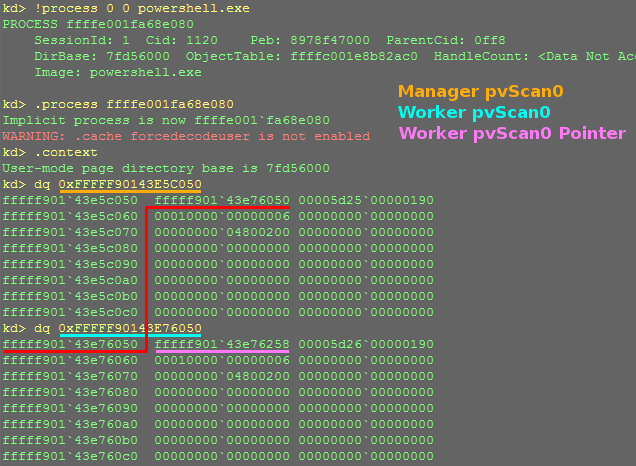 kd> !process 0 0 powershell.exe
PROCESS ffffe001fa68e080
SessionId: 1 Cid: 1120 Peb: 8978f47000 ParentCid: 0ff8
DirBase: 7fd56000 ObjectTable: ffffc001e8b82ac0 HandleCount: <Data Not Acc
Image: powershell.exe
kd> .process ffffe001fa68e080
Implicit process is now ffffe001`fa68e080
WARNING: .cache forcedecodeuser is not enabled
kd> .context
User-mode page directory base is 7fd56000
Manager pvScan0
Worker pvScan0
Worker pvScan0 Pointer
kd> dq 0xFFFFF90143E5C050
fffff901`43e5c050 fffff901`43e76050 00005d25`00000190
fffff901`43e5c060 00010000`00000006 00000000`00000000
fffff901`43e5c070 00000000`04800200 00000000`00000000
fffff901`43e5c080 00000000`00000000 00000000`00000000
fffff901`43e5c090 00000000`00000000 00000000`00000000
fffff901`43e5c0a0 00000000`00000000 00000000`00000000
fffff901`43e5c0b0 00000000`00000000 00000000`00000000
fffff901`43e5c0c0 00000000`00000000 00000000`00000000
kd> dq 0xFFFFF90143E76050
fffff901`43e76050 fffff901`43e76258 00005d26`00000190
fffff901`43e76060 00010000`00000006 00000000`00000000
fffff901`43e76070 00000000`04800200 00000000`00000000
fffff901`43e76080 00000000`00000000 00000000`00000000
fffff901`43e76090 00000000`00000000 00000000`00000000
fffff901`43e760a0 00000000`00000000 00000000`00000000
fffff901`43e760b0 00000000`00000000 00000000`00000000
fffff901`43e760c0 00000000`00000000 00000000`00000000